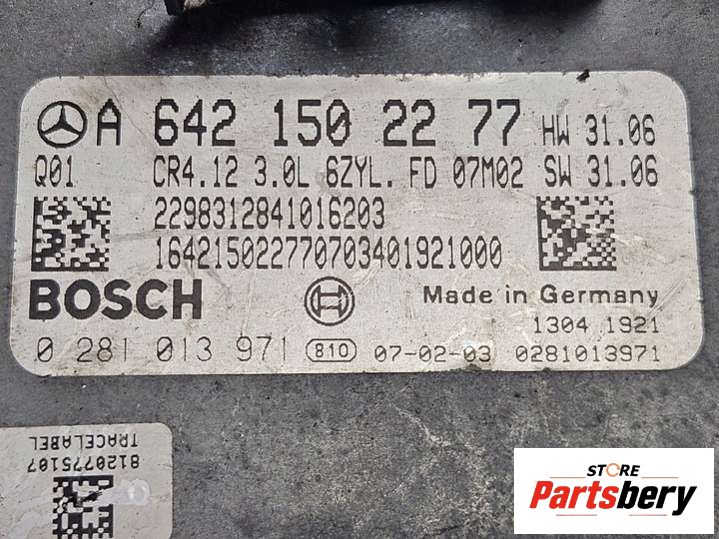 A 642 150 22 77 HW 31.06
Q01 CR4.12 3.0L 6ZYL. FD 07M02 SW 31.06
2298312841016203
164215022770703401921000
BOSCH Made in Germany
1304 1921
0 281 013 971 810 07-02-03 0281013971
8120775107
TRACELABEL
STORE
Partsbery